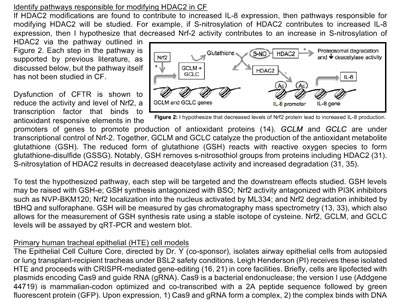 Identify pathways responsible for modifying HDAC2 in CF
If HDAC2 modifications are found to contribute to increased IL-8 expression, then pathways responsible for
modifying HDAC2 will be studied. For example, if S-nitrosylation of HDAC2 contributes to increased IL-8
expression, then I hypothesize that decreased Nrf-2 activity contributes to an increase in S-nitrosylation of
HDAC2 via the pathway outlined in
Figure 2. Each step in the pathway is
supported by previous literature, as
discussed below, but the pathway itself
has not been studied in CF.
Nrf2
GCLM +
GCLC
GCLM and GCLC genes
Glutathione
S-NO
HDAC2
HDAC2
Proteosomal degradation
and deacetylase activity
Ac
Ac
IL-8
IL-8 promoter
IL-8 gene
Figure 2: I hypothesize that decreased levels of Nrf2 protein lead to increased IL-8 production.
Dysfunction of CFTR is shown to
reduce the activity and level of Nrf2, a
transcription factor that binds to
antioxidant responsive elements in the
promoters of genes to promote production of antioxidant proteins (14). GCLM and GCLR are under
transcriptional control of Nrf-2. Together, GCLM and GCLC catalyze the production of the antioxidant metabolite
glutathione (GSH). The reduced form of glutathione (GSH) reacts with reactive oxygen species to form
glutathione-disulfide (GSSG). Notably, GSH removes s-nitrosothiol groups from proteins including HDAC2 (31).
S-nitrosylation of HDAC2 results in decreased deacetylase activity and increased degradation (31, 35).
To test the hypothesized pathway, each step will be targeted and the downstream effects studied. GSH levels
may be raised with GSH-e; GSH synthesis antagonized with BSO; Nrf2 activity antagonized with PI3K inhibitors
such as NVP-BKM120; Nrf2 localization into the nucleus activated by ML334; and Nrf2 degradation inhibited by
tBHQ and sulforaphane. GSH will be measured by gas chromatography mass spectrometry (13, 33), which also
allows for the measurement of GSH synthesis rate using a stable isotope of cysteine. Nrf2, GCLM, and GCLC
levels will be assayed by qRT-PCR and western blot.
Primary human tracheal epithelial (HTE) cell models
The Epithelial Cell Culture Core, directed by Dr. Y (co-sponsor), isolates airway epithelial cells from autopsied
or lung transplant-recipient tracheas under BSL2 safety conditions. Leigh Henderson (PI) receives these isolated
HTE and proceeds with CRISPR-mediated gene-editing (16, 21) in core facilities. Briefly, cells are lipofected with
plasmids encoding Cas9 and guide RNA (gRNA). Cas9 is a bacterial endonuclease; the version I use (Addgene
44719) is mammalian-codon optimized and co-transcribed with a 2A peptide sequence followed by green
fluorescent protein (GFP). Upon expression, 1) Cas9 and gRNA form a complex, 2) the complex binds with DNA